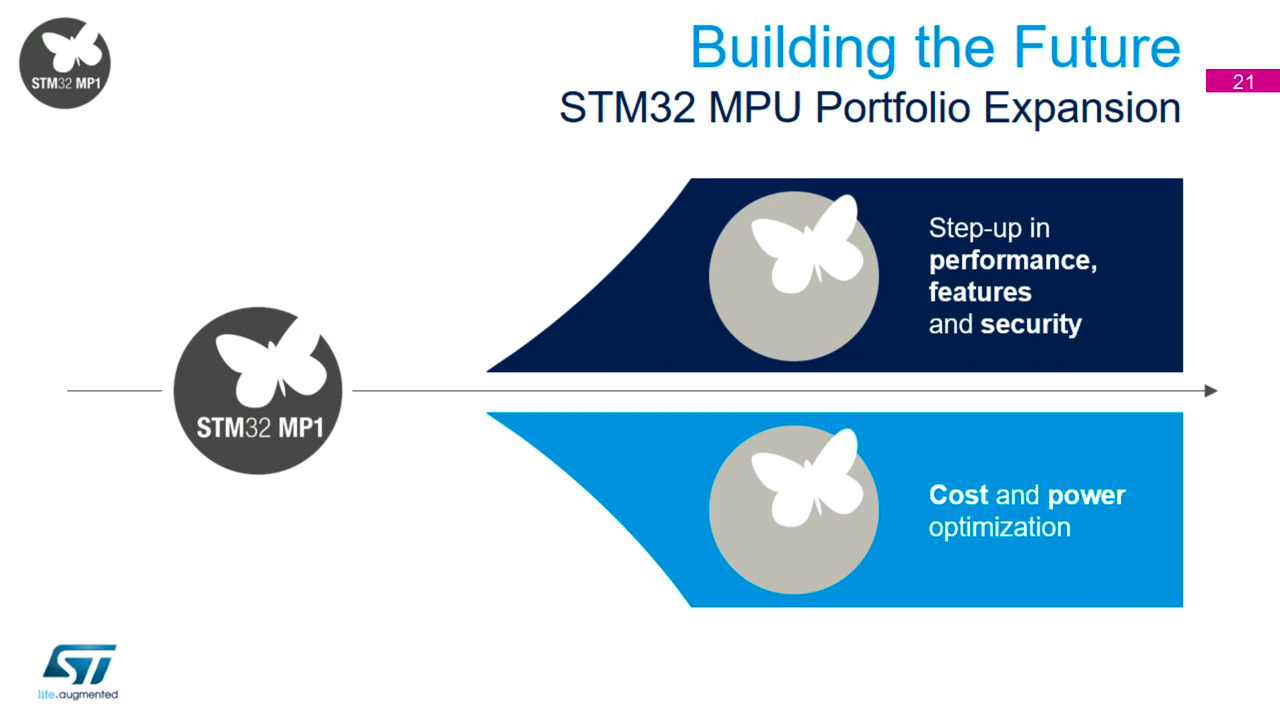 STM32 MP1
Building the Future
STM32 MPU Portfolio Expansion
21
Step-up in
performance,
features
and security
STM32 MP1
Cost and power
optimization
ST
life.augmented